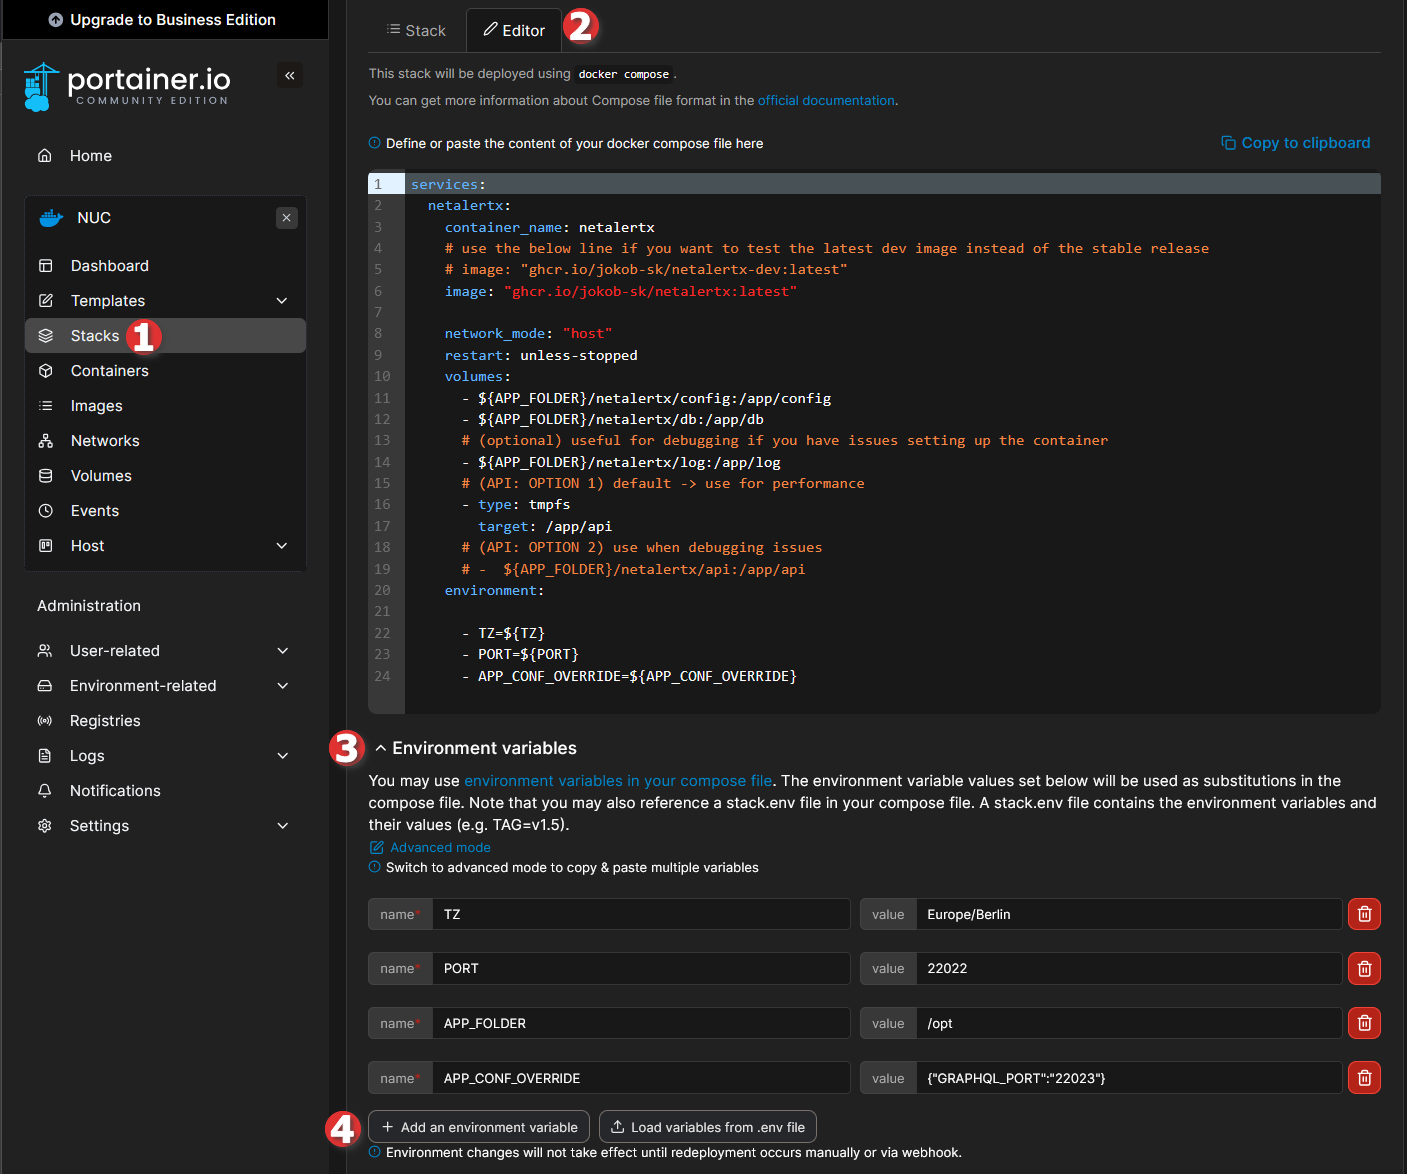 Upgrade to Business Edition
portainer.io
COMMUNITY EDITION
«
Home
NUC
Dashboard
Templates
Stacks 1
Containers
Images
Networks
Volumes
Events
Host
Administration
User-related
Environment-related
Registries
Logs
Notifications
Settings
Stack
Editor 2
This stack will be deployed using docker compose .
You can get more information about Compose file format in the official documentation.
Define or paste the content of your docker compose file here
Copy to clipboard
1 services:
2   netalertx:
3     container_name: netalertx
4     # use the below line if you want to test the latest dev image instead of the stable release
5     # image: "ghcr.io/jokob-sk/netalertx-dev:latest"
6     image: "ghcr.io/jokob-sk/netalertx:latest"
7
8     network_mode: "host"
9     restart: unless-stopped
10     volumes:
11       - ${APP_FOLDER}/netalertx/config:/app/config
12       - ${APP_FOLDER}/netalertx/db:/app/db
13       # (optional) useful for debugging if you have issues setting up the container
14       - ${APP_FOLDER}/netalertx/log:/app/log
15       # (API: OPTION 1) default -> use for performance
16       - type: tmpfs
17         target: /app/api
18       # (API: OPTION 2) use when debugging issues
19       # -  ${APP_FOLDER}/netalertx/api:/app/api
20     environment:
21
22       - TZ=${TZ}
23       - PORT=${PORT}
24       - APP_CONF_OVERRIDE=${APP_CONF_OVERRIDE}
3 Environment variables
You may use environment variables in your compose file. The environment variable values set below will be used as substitutions in the
compose file. Note that you may also reference a stack.env file in your compose file. A stack.env file contains the environment variables and
their values (e.g. TAG=v1.5).
Advanced mode
Switch to advanced mode to copy & paste multiple variables
name* TZ value Europe/Berlin
name* PORT value 22022
name* APP_FOLDER value /opt
name* APP_CONF_OVERRIDE value {"GRAPHQL_PORT":"22023"}
4 + Add an environment variable Load variables from .env file
Environment changes will not take effect until redeployment occurs manually or via webhook.